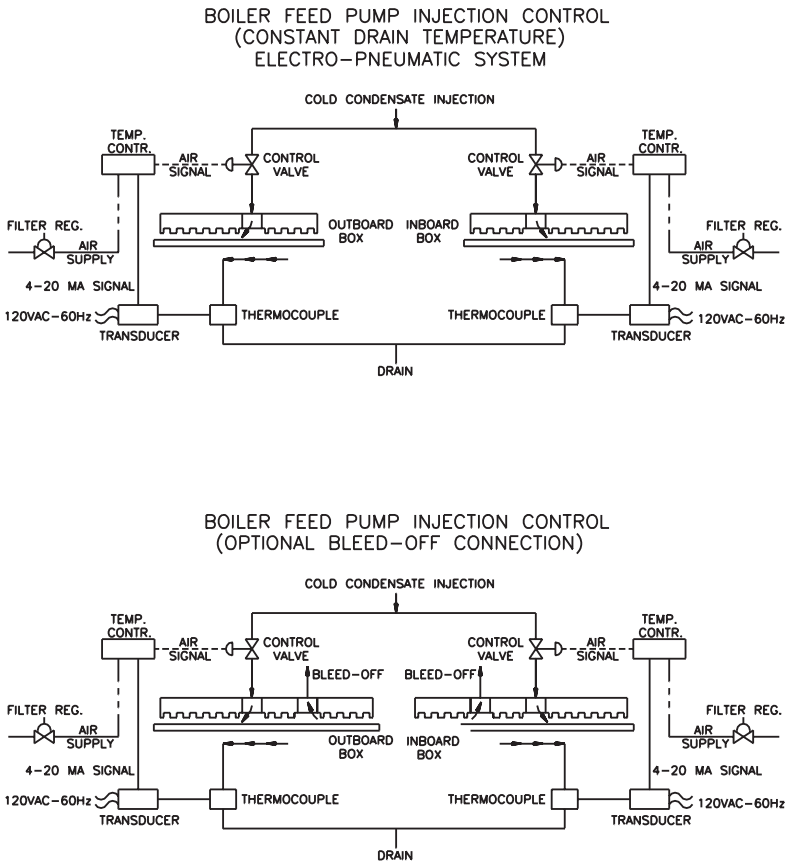 BOILER FEED PUMP INJECTION CONTROL
(CONSTANT DRAIN TEMPERATURE)
ELECTRO-PNEUMATIC SYSTEM
COLD CONDENSATE INJECTION
TEMP.
CONTR.
AIR
SIGNAL
CONTROL
VALVE
CONTROL
VALVE
AIR
SIGNAL
TEMP.
CONTR.
FILTER REG.
AIR
SUPPLY
OUTBOARD
BOX
INBOARD
BOX
FILTER REG.
AIR
SUPPLY
4-20 MA SIGNAL
4-20 MA SIGNAL
120VAC-60Hz
TRANSDUCER
THERMOCOUPLE
THERMOCOUPLE
TRANSDUCER
120VAC-60Hz
DRAIN
BOILER FEED PUMP INJECTION CONTROL
(OPTIONAL BLEED-OFF CONNECTION)
COLD CONDENSATE INJECTION
TEMP.
CONTR.
AIR
SIGNAL
CONTROL
VALVE
CONTROL
VALVE
AIR
SIGNAL
TEMP.
CONTR.
BLEED-OFF
BLEED-OFF
FILTER REG.
AIR
SUPPLY
OUTBOARD
BOX
INBOARD
BOX
FILTER REG.
AIR
SUPPLY
4-20 MA SIGNAL
4-20 MA SIGNAL
120VAC-60Hz
TRANSDUCER
THERMOCOUPLE
THERMOCOUPLE
TRANSDUCER
120VAC-60Hz
DRAIN